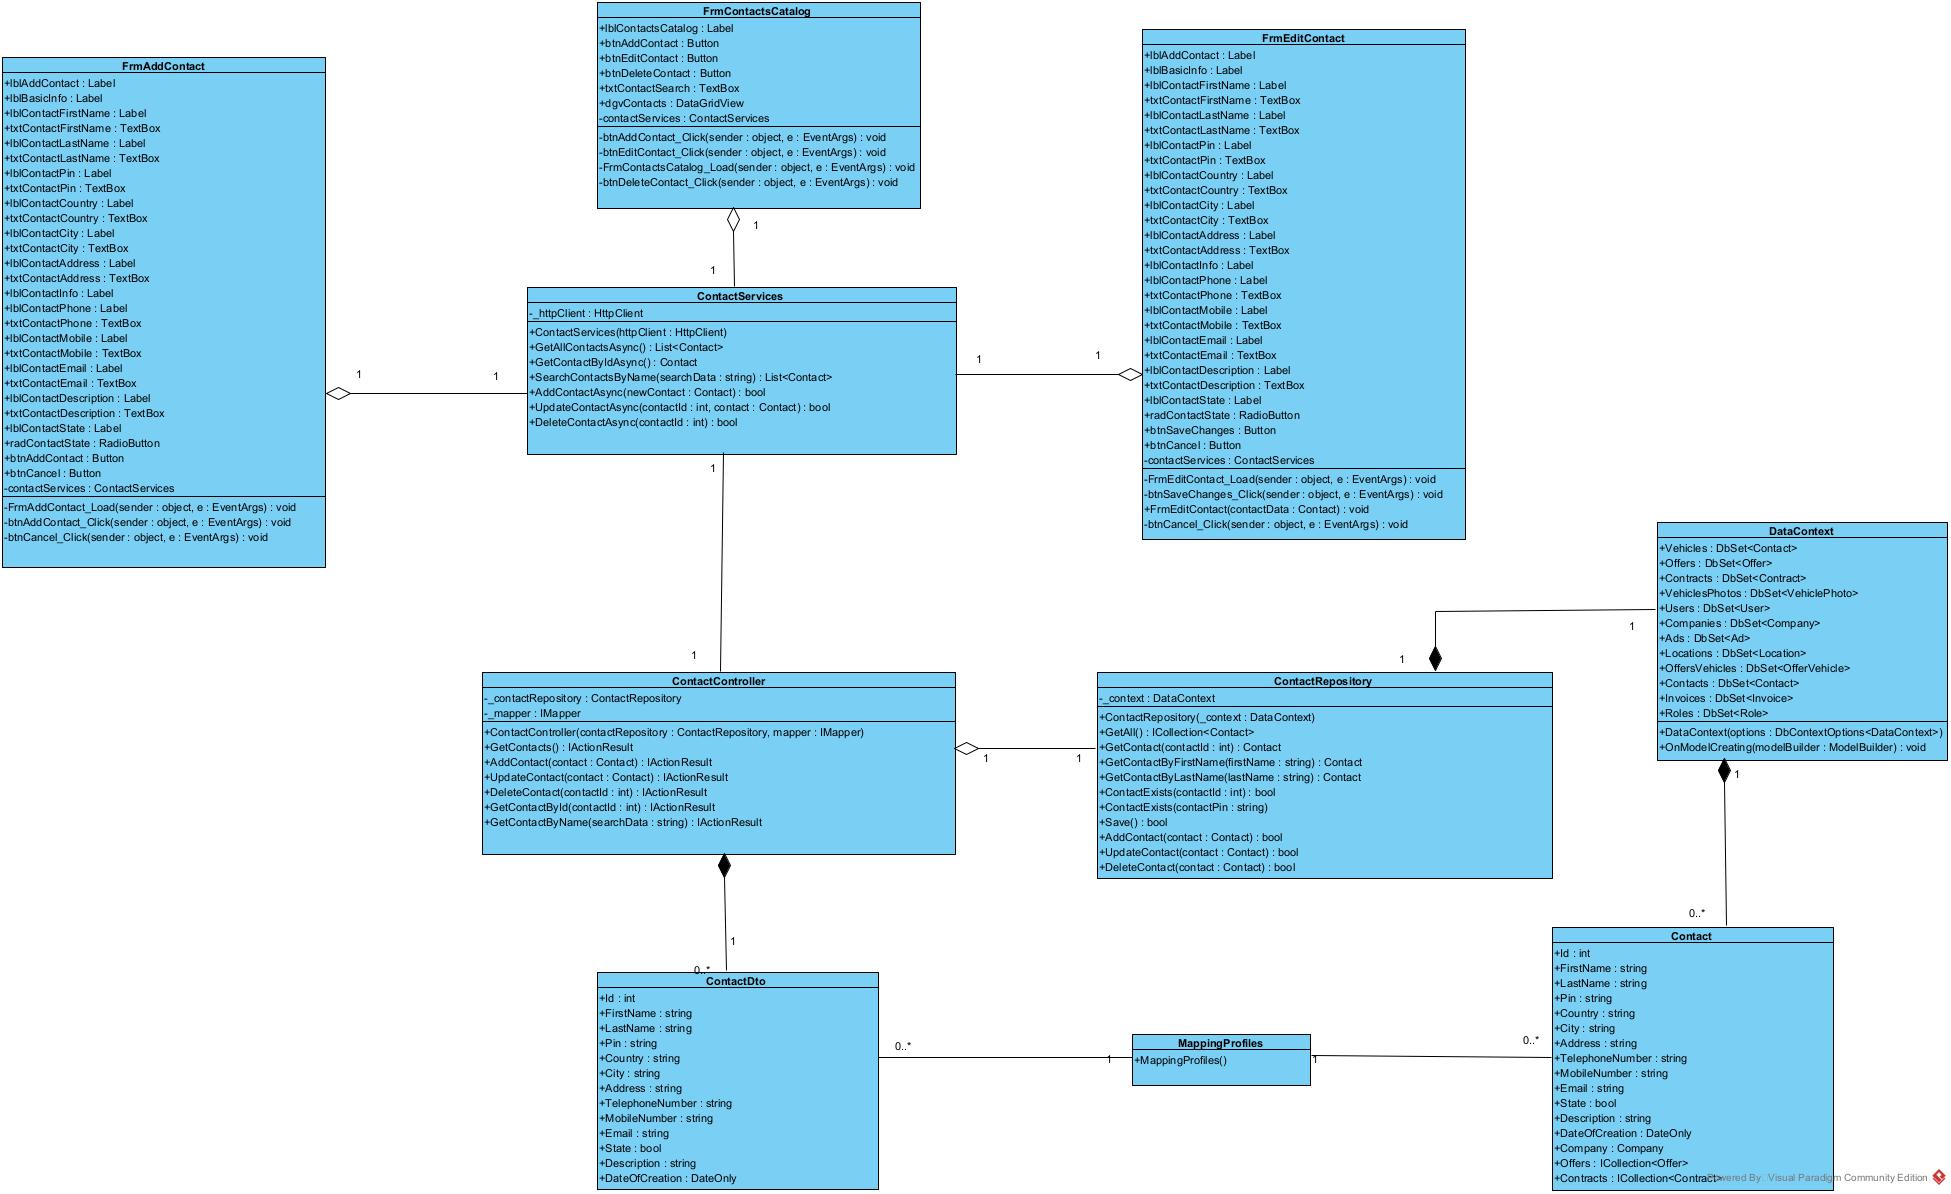 FrmContactsCatalog
+lblContactsCatalog : Label
+btnAddContact : Button
+btnEditContact : Button
+btnDeleteContact : Button
+txtContactSearch : TextBox
+dgvContacts : DataGridView
-contactServices : ContactServices
-btnAddContact_Click(sender : object, e : EventArgs) : void
-btnEditContact_Click(sender : object, e : EventArgs) : void
-FrmContactsCatalog_Load(sender : object, e : EventArgs) : void
-btnDeleteContact_Click(sender : object, e : EventArgs) : void
1
1
FrmAddContact
+lblAddContact : Label
+lblBasicInfo : Label
+lblContactFirstName : Label
+txtContactFirstName : TextBox
+lblContactLastName : Label
+txtContactLastName : TextBox
+lblContactPin : Label
+txtContactPin : TextBox
+lblContactCountry : Label
+txtContactCountry : TextBox
+lblContactCity : Label
+txtContactCity : TextBox
+lblContactAddress : Label
+txtContactAddress : TextBox
+lblContactInfo : Label
+lblContactPhone : Label
+txtContactPhone : TextBox
+lblContactMobile : Label
+txtContactMobile : TextBox
+lblContactEmail : Label
+txtContactEmail : TextBox
+lblContactDescription : Label
+txtContactDescription : TextBox
+lblContactState : Label
+radContactState : RadioButton
+btnAddContact : Button
+btnCancel : Button
-contactServices : ContactServices
-FrmAddContact_Load(sender : object, e : EventArgs) : void
-btnAddContact_Click(sender : object, e : EventArgs) : void
-btnCancel_Click(sender : object, e : EventArgs) : void
1
1
ContactServices
-_httpClient : HttpClient
+ContactServices(httpClient : HttpClient)
+GetAllContactsAsync() : List<Contact>
+GetContactByIdAsync() : Contact
+SearchContactsByName(searchData : string) : List<Contact>
+AddContactAsync(newContact : Contact) : bool
+UpdateContactAsync(contactId : int, contact : Contact) : bool
+DeleteContactAsync(contactId : int) : bool
1
1
FrmEditContact
+lblAddContact : Label
+lblBasicInfo : Label
+lblContactFirstName : Label
+txtContactFirstName : TextBox
+lblContactLastName : Label
+txtContactLastName : TextBox
+lblContactPin : Label
+txtContactPin : TextBox
+lblContactCountry : Label
+txtContactCountry : TextBox
+lblContactCity : Label
+txtContactCity : TextBox
+lblContactAddress : Label
+txtContactAddress : TextBox
+lblContactInfo : Label
+lblContactPhone : Label
+txtContactPhone : TextBox
+lblContactMobile : Label
+txtContactMobile : TextBox
+lblContactEmail : Label
+txtContactEmail : TextBox
+lblContactDescription : Label
+txtContactDescription : TextBox
+lblContactState : Label
+radContactState : RadioButton
+btnSaveChanges : Button
+btnCancel : Button
-contactServices : ContactServices
-FrmEditContact_Load(sender : object, e : EventArgs) : void
-btnSaveChanges_Click(sender : object, e : EventArgs) : void
+FrmEditContact(contactData : Contact) : void
-btnCancel_Click(sender : object, e : EventArgs) : void
1
1
ContactController
-_contactRepository : ContactRepository
-_mapper : IMapper
+ContactController(contactRepository : ContactRepository, mapper : IMapper)
+GetContacts() : IActionResult
+AddContact(contact : Contact) : IActionResult
+UpdateContact(contact : Contact) : IActionResult
+DeleteContact(contactId : int) : IActionResult
+GetContactById(contactId : int) : IActionResult
+GetContactByName(searchData : string) : IActionResult
1
1
ContactRepository
-_context : DataContext
+ContactRepository(_context : DataContext)
+GetAll() : ICollection<Contact>
+GetContact(contactId : int) : Contact
+GetContactByFirstName(firstName : string) : Contact
+GetContactByLastName(lastName : string) : Contact
+ContactExists(contactId : int) : bool
+ContactExists(contactPin : string)
+Save() : bool
+AddContact(contact : Contact) : bool
+UpdateContact(contact : Contact) : bool
+DeleteContact(contact : Contact) : bool
1
1
DataContext
+Vehicles : DbSet<Contact>
+Offers : DbSet<Offer>
+Contracts : DbSet<Contract>
+VehiclesPhotos : DbSet<VehiclePhoto>
+Users : DbSet<User>
+Companies : DbSet<Company>
+Ads : DbSet<Ad>
+Locations : DbSet<Location>
+OffersVehicles : DbSet<OfferVehicle>
+Contacts : DbSet<Contact>
+Invoices : DbSet<Invoice>
+Roles : DbSet<Role>
+DataContext(options : DbContextOptions<DataContext>)
+OnModelCreating(modelBuilder : ModelBuilder) : void
1
0..*
1
0..*
ContactDto
+Id : int
+FirstName : string
+LastName : string
+Pin : string
+Country : string
+City : string
+Address : string
+TelephoneNumber : string
+MobileNumber : string
+Email : string
+State : bool
+Description : string
+DateOfCreation : DateOnly
0..*
1
MappingProfiles
+MappingProfiles()
1
0..*
Contact
+Id : int
+FirstName : string
+LastName : string
+Pin : string
+Country : string
+City : string
+Address : string
+TelephoneNumber : string
+MobileNumber : string
+Email : string
+State : bool
+Description : string
+DateOfCreation : DateOnly
+Company : Company
+Offers : ICollection<Offer>
+Contracts : ICollection<Contract>
Powered By: Visual Paradigm Community Edition